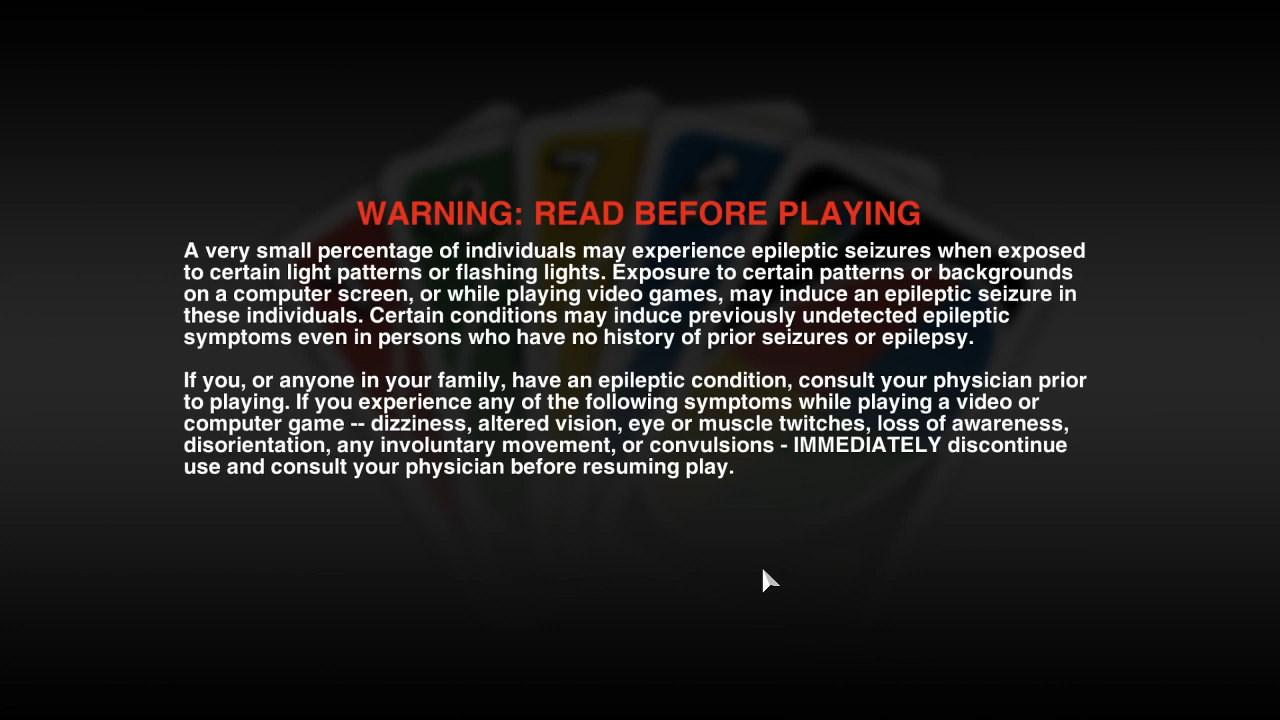 WARNING: READ BEFORE PLAYING
A very small percentage of individuals may experience epileptic seizures when exposed
to certain light patterns or flashing lights. Exposure to certain patterns or backgrounds
on a computer screen, or while playing video games, may induce an epileptic seizure in
these individuals. Certain conditions may induce previously undetected epileptic
symptoms even in persons who have no history of prior seizures or epilepsy.
If you, or anyone in your family, have an epileptic condition, consult your physician prior
to playing. If you experience any of the following symptoms while playing a video or
computer game -- dizziness, altered vision, eye or muscle twitches, loss of awareness,
disorientation, any involuntary movement, or convulsions - IMMEDIATELY discontinue
use and consult your physician before resuming play.